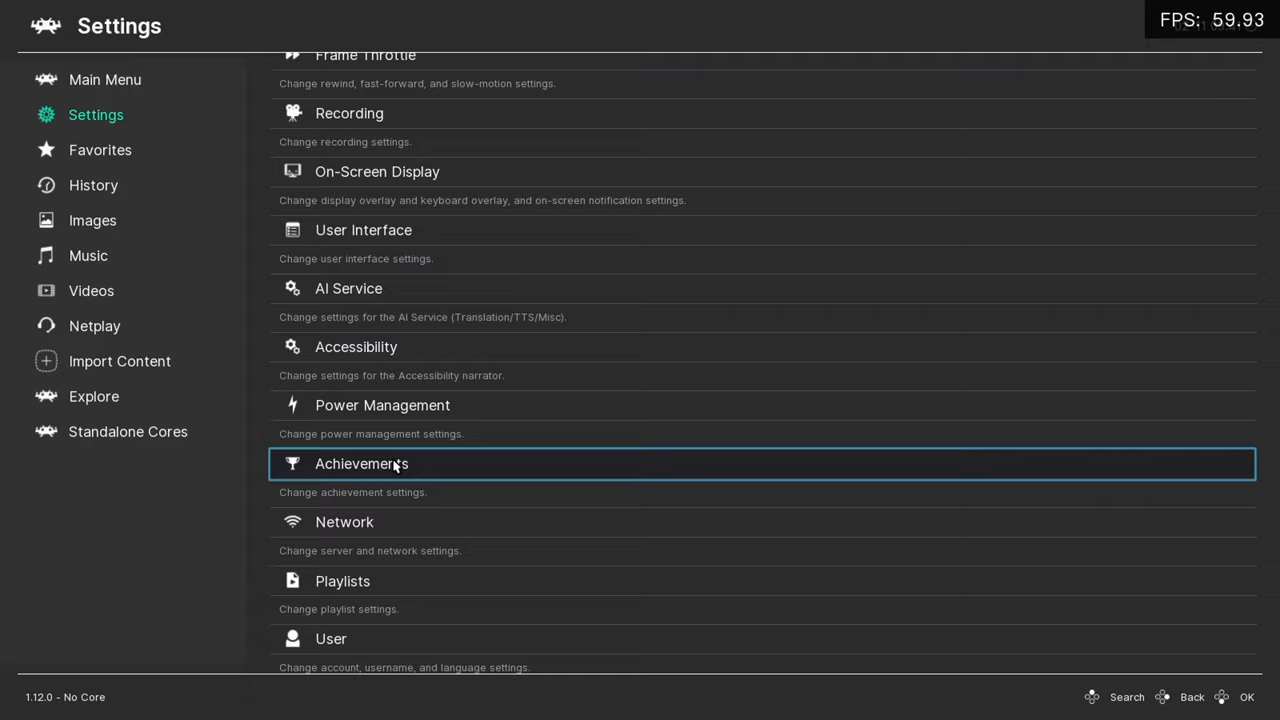 Settings
FPS: 59.93
Main Menu
Settings
Favorites
History
Images
Music
Videos
Netplay
Import Content
Explore
Standalone Cores
Frame Throttle
Change rewind, fast-forward, and slow-motion settings.
Recording
Change recording settings.
On-Screen Display
Change display overlay and keyboard overlay, and on-screen notification settings.
User Interface
Change user interface settings.
AI Service
Change settings for the AI Service (Translation/TTS/Misc).
Accessibility
Change settings for the Accessibility narrator.
Power Management
Change power management settings.
Achievements
Change achievement settings.
Network
Change server and network settings.
Playlists
Change playlist settings.
User
Change account, username, and language settings.
1.12.0 - No Core
Search Back OK